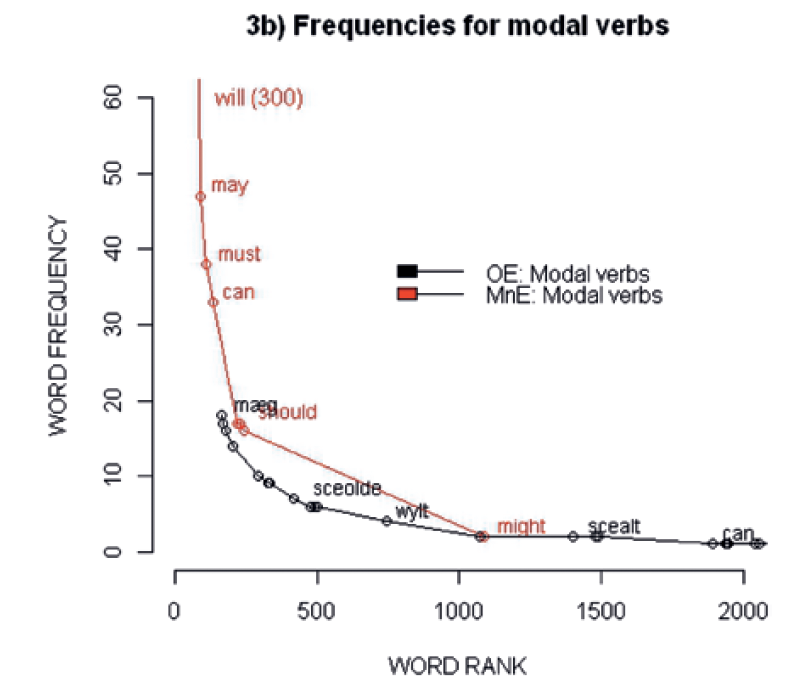 3b) Frequencies for modal verbs
60
50
40
30
20
10
0
WORD FREQUENCY
will (300)
may
must
can
mæg
should
sceolde
wylt
might
scealt
can
OE: Modal verbs
MnE: Modal verbs
0 500 1000 1500 2000
WORD RANK